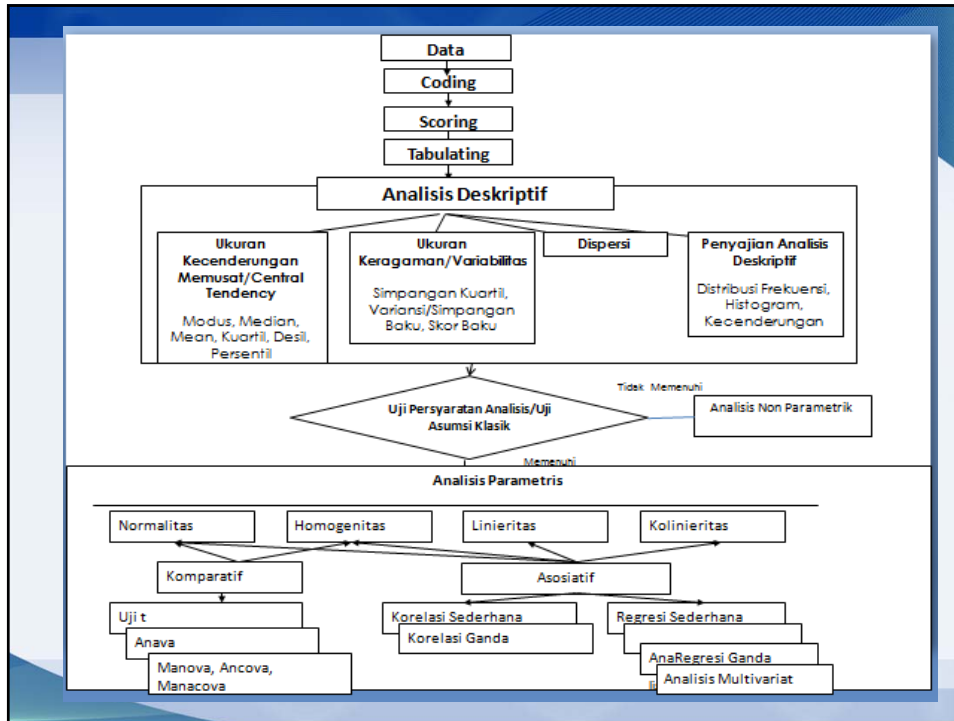 Data
Coding
Scoring
Tabulating
Analisis Deskriptif
Ukuran
Kecenderungan
Memusat/Central
Tendency
Modus, Median,
Mean, Kuartil, Desil,
Persentil
Ukuran
Keragaman/Variabilitas
Simpangan Kuartil,
Variansi/Simpangan
Baku, Skor Baku
Dispersi
Penyajian Analisis
Deskriptif
Distribusi Frekuensi,
Histogram,
Kecenderungan
Uji Persyaratan Analisis/Uji
Asumsi Klasik
Tidak Memenuhi
Analisis Non Parametrik
Memenuhi
Analisis Parametris
Normalitas
Homogenitas
Linieritas
Kolinieritas
Komparatif
Asosiatif
Uji t
Anava
Manova, Ancova,
Manacova
Korelasi Sederhana
Korelasi Ganda
Regresi Sederhana
AnaRegresi Ganda
Analisis Multivariat